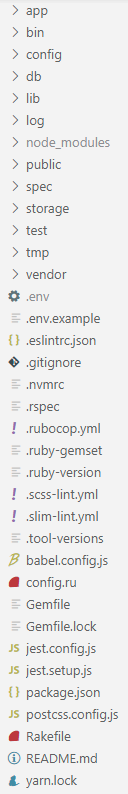 app
bin
config
db
lib
log
node_modules
public
spec
storage
test
tmp
vendor
.env
.env.example
.eslintrc.json
.gitignore
.nvmrc
.rspec
.rubocop.yml
.ruby-gemset
.ruby-version
.scss-lint.yml
.slim-lint.yml
.tool-versions
babel.config.js
config.ru
Gemfile
Gemfile.lock
JS jest.config.js
JS jest.setup.js
package.json
JS postcss.config.js
Rakefile
README.md
yarn.lock